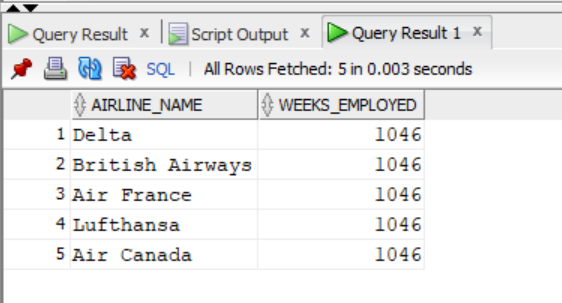 Query Result x Script Output x Query Result 1 x
SQL | All Rows Fetched: 5 in 0.003 seconds
AIRLINE_NAME WEEKS_EMPLOYED
1 Delta 1046
2 British Airways 1046
3 Air France 1046
4 Lufthansa 1046
5 Air Canada 1046